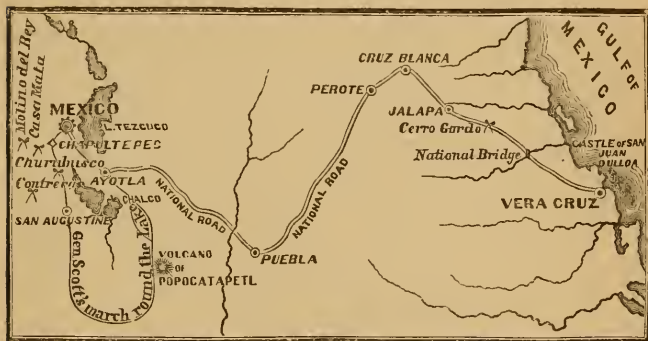 GULF OF
MEXICO
Molino del Rey
Casa Mata
MEXICO
L. TEZCUCO
CHAPULTEPES
Churubusco
Contreras
AYOTLA
CHALCO
SAN AUGUSTINE
Gen Scott's march round the Lake
VOLCANO
OF
POPOCATAPETL
NATIONAL ROAD
PUEBLA
NATIONAL ROAD
PEROTE
CRUZ BLANCA
JALAPA
Cerro Gordo
National Bridge
CASTLE OF SAN
JUAN
DULLOA
VERA CRUZ